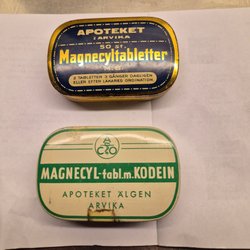 APOTEKET
I ARVIKA
50 st.
Magnecyltabletter
2 TABLETTER 3 GÅNGER DAGLIGEN
ELLER EFTER LÄKARES ORDINATION.
MAGNECYL-tabl.m.KODEIN
APOTEKET ÄLGEN
ARVIKA